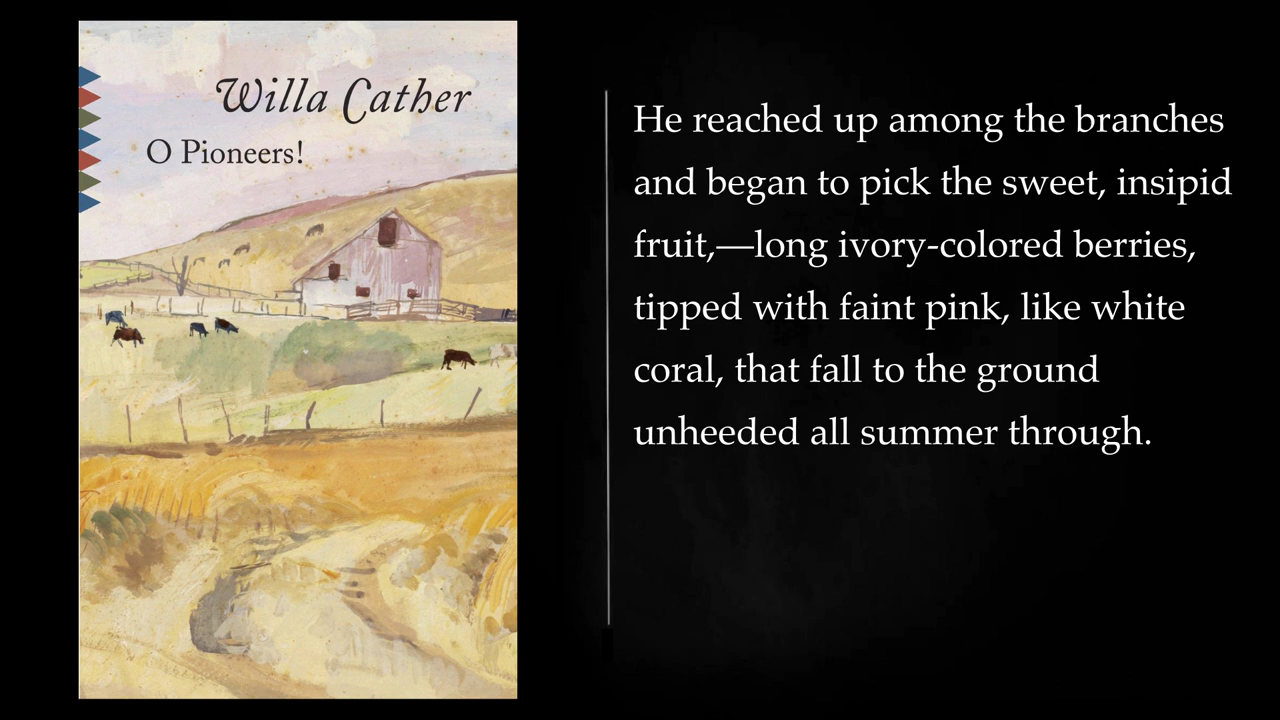 Willa Cather
O Pioneers!
He reached up among the branches
and began to pick the sweet, insipid
fruit,—long ivory-colored berries,
tipped with faint pink, like white
coral, that fall to the ground
unheeded all summer through.